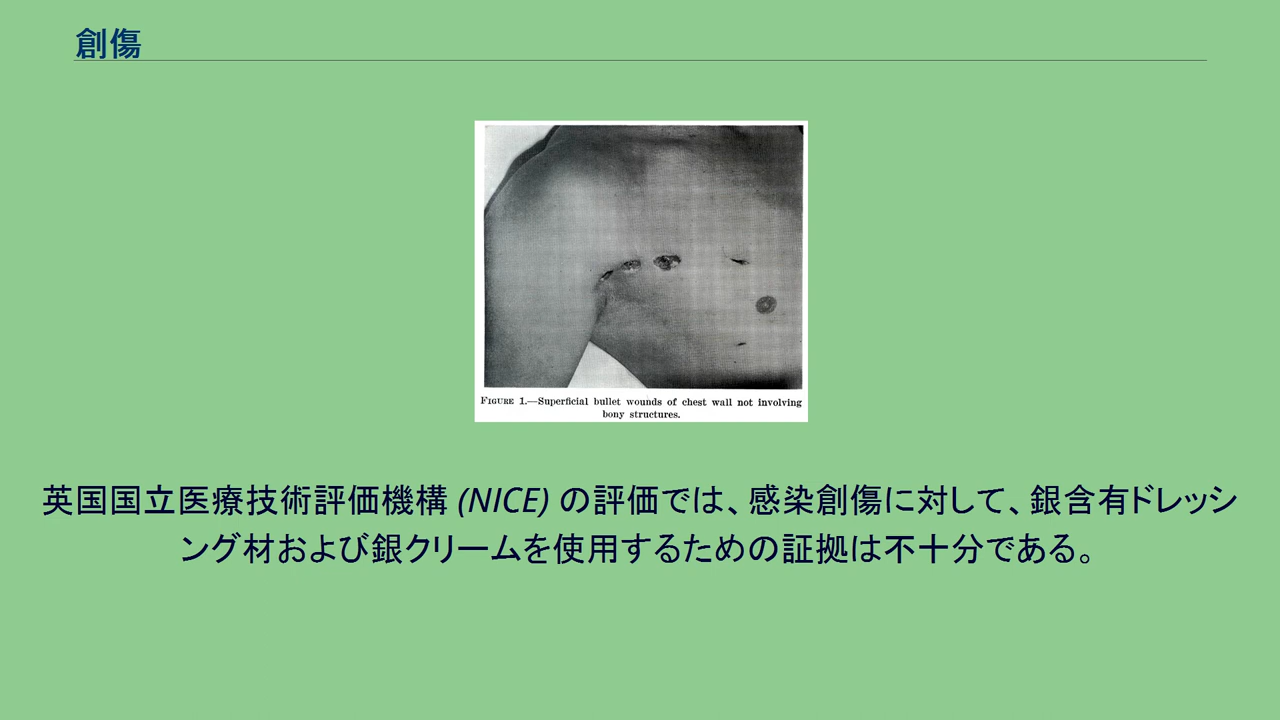 創傷
FIGURE 1.—Superficial bullet wounds of chest wall not involving
bony structures.
英国国立医療技術評価機構 (NICE) の評価では、感染創傷に対して、銀含有ドレッシ
ング材および銀クリームを使用するための証拠は不十分である。